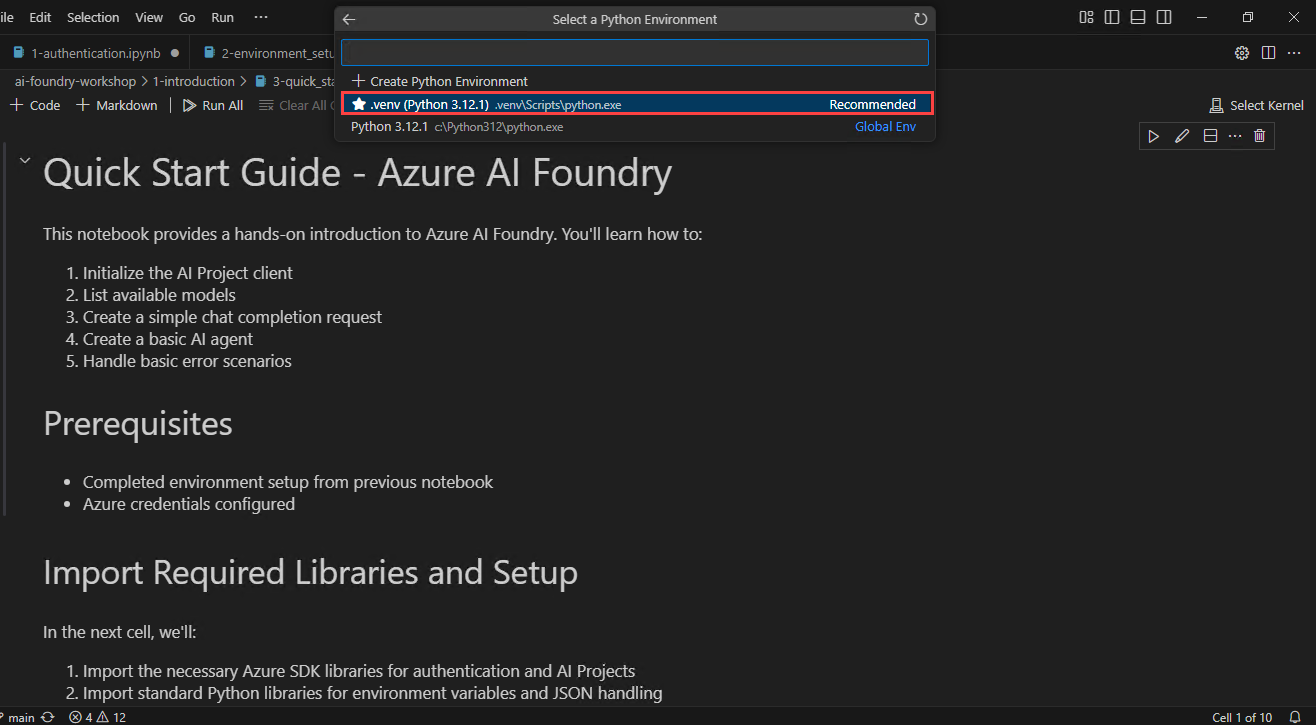 ile Edit Selection View Go Run ···
Select a Python Environment
1-authentication.ipynb
2-environment_setu
ai-foundry-workshop > 1-introduction > 3-quick_sta
+ Create Python Environment
+ Code + Markdown Run All Clear All O
.venv (Python 3.12.1) .venv\Scripts\python.exe Recommended
Select Kernel
Python 3.12.1 c:\Python312\python.exe Global Env
Quick Start Guide - Azure AI Foundry
This notebook provides a hands-on introduction to Azure AI Foundry. You'll learn how to:
1. Initialize the AI Project client
2. List available models
3. Create a simple chat completion request
4. Create a basic AI agent
5. Handle basic error scenarios
Prerequisites
• Completed environment setup from previous notebook
• Azure credentials configured
Import Required Libraries and Setup
In the next cell, we'll:
1. Import the necessary Azure SDK libraries for authentication and AI Projects
2. Import standard Python libraries for environment variables and JSON handling
main 4 12 Cell 1 of 10